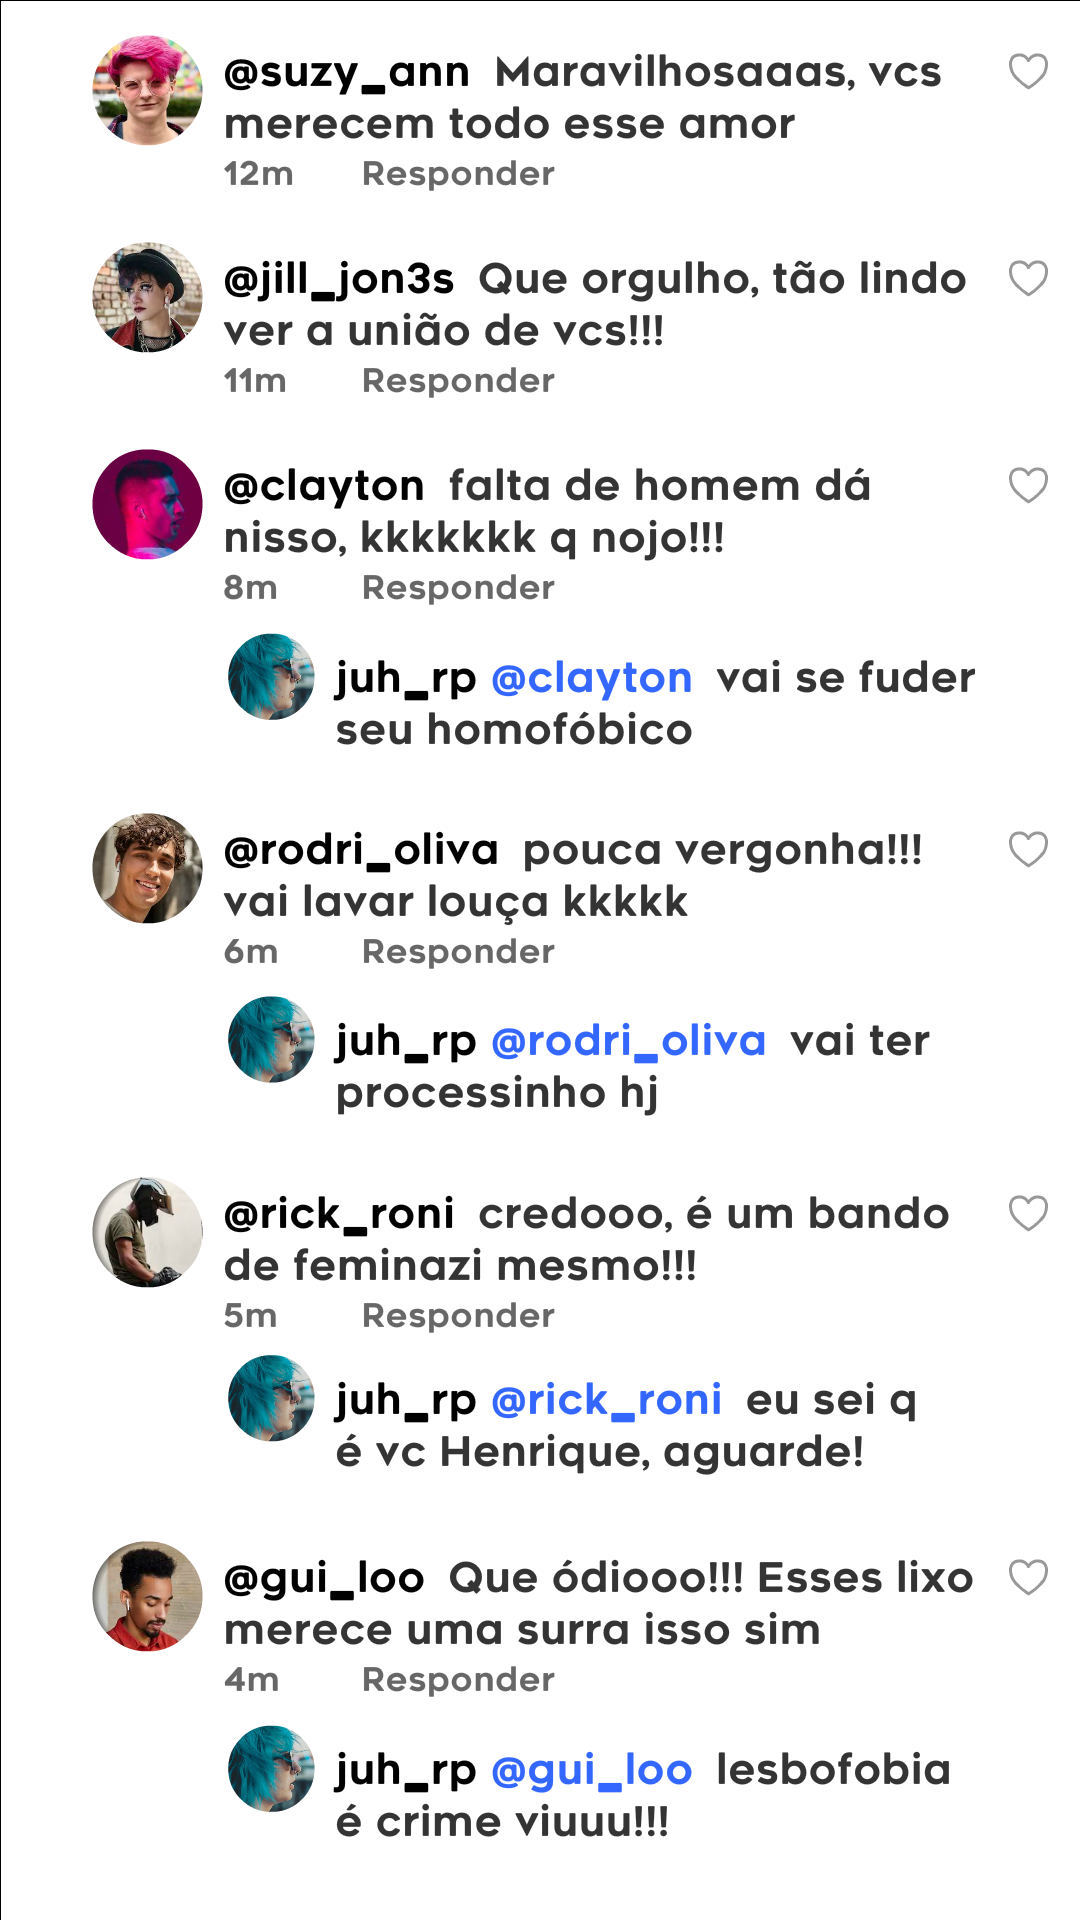 @suzy_ann Maravilhosaaas, vcs
merecem todo esse amor
12m Responder
@jill_jon3s Que orgulho, tão lindo
ver a união de vcs!!!
11m Responder
@clayton falta de homem dá
nisso, kkkkkkk q nojo!!!
8m Responder
juh_rp @clayton vai se fuder
seu homofóbico
@rodri_oliva pouca vergonha!!!
vai lavar louça kkkkk
6m Responder
juh_rp @rodri_oliva vai ter
processinho hj
@rick_roni credooo, é um bando
de feminazi mesmo!!!
5m Responder
juh_rp @rick_roni eu sei q
é vc Henrique, aguarde!
@gui_loo Que ódiooo!!! Esses lixo
merece uma surra isso sim
4m Responder
juh_rp @gui_loo lesbofobia
é crime viuuu!!!